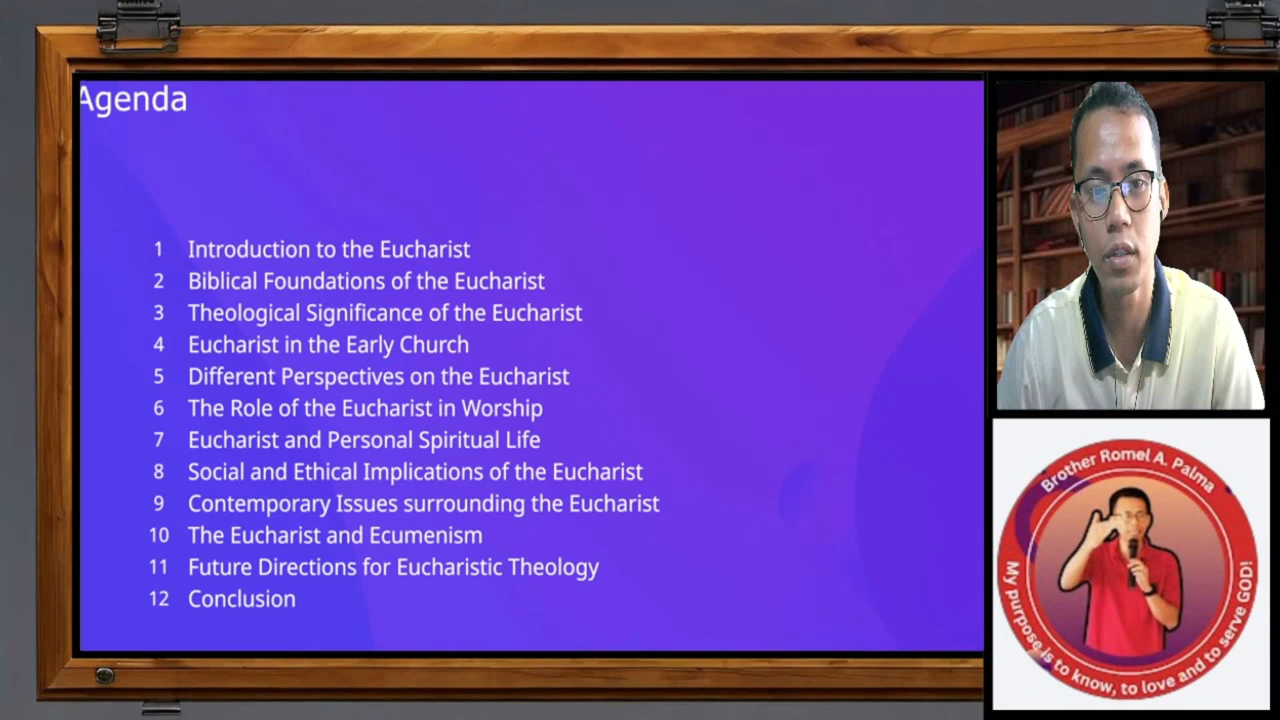 Agenda
1 Introduction to the Eucharist
2 Biblical Foundations of the Eucharist
3 Theological Significance of the Eucharist
4 Eucharist in the Early Church
5 Different Perspectives on the Eucharist
6 The Role of the Eucharist in Worship
7 Eucharist and Personal Spiritual Life
8 Social and Ethical Implications of the Eucharist
9 Contemporary Issues surrounding the Eucharist
10 The Eucharist and Ecumenism
11 Future Directions for Eucharistic Theology
12 Conclusion
Brother Romel A. Palma
My purpose is to know, to love and to serve GOD!